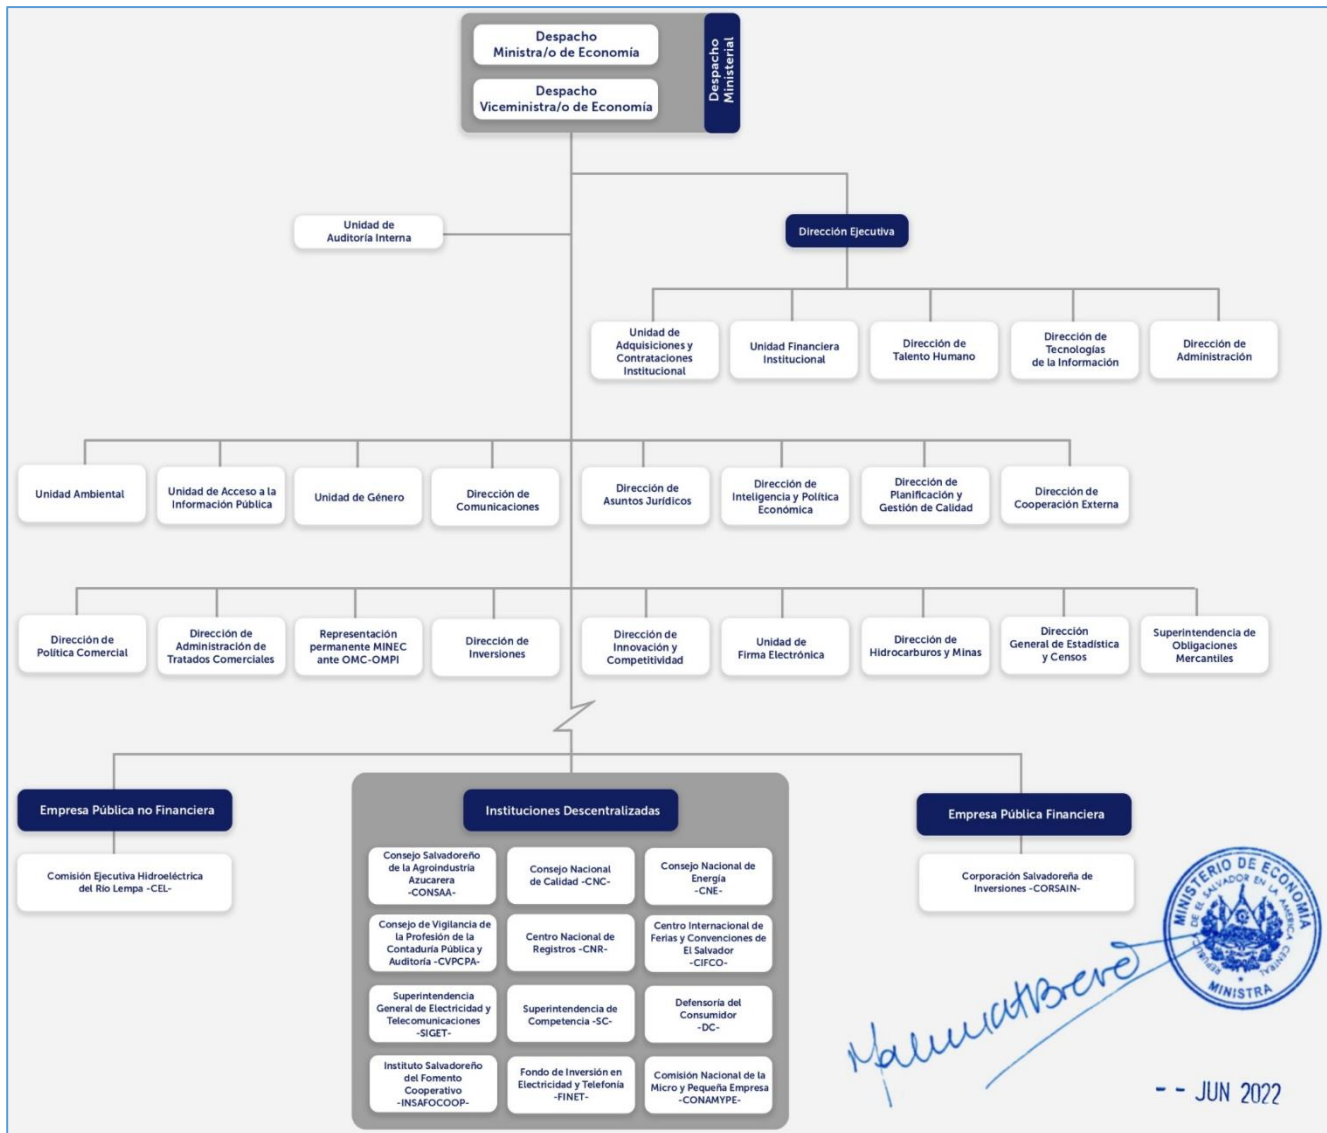 Despacho
Ministra/o de Economía
Despacho
Viceministra/o de Economía
Despacho
Ministerial
Unidad de
Auditoría Interna
Dirección Ejecutiva
Unidad de
Adquisiciones y
Contrataciones
Institucional
Unidad Financiera
Institucional
Dirección de
Talento Humano
Dirección de
Tecnologías
de la Información
Dirección de
Administración
Unidad Ambiental
Unidad de Acceso a la
Información Pública
Unidad de Género
Dirección de
Comunicaciones
Dirección de
Asuntos Jurídicos
Dirección de
Inteligencia y Política
Económica
Dirección de
Planificación y
Gestión de Calidad
Dirección de
Cooperación Externa
Dirección de
Política Comercial
Dirección de
Administración de
Tratados Comerciales
Representación
permanente MINEC
ante OMC-OMPI
Dirección de
Inversiones
Dirección de
Innovación y
Competitividad
Unidad de
Firma Electrónica
Dirección de
Hidrocarburos y Minas
Dirección
General de Estadística
y Censos
Superintendencia de
Obligaciones
Mercantiles
Empresa Pública no Financiera
Comisión Ejecutiva Hidroeléctrica
del Río Lempa -CEL-
Instituciones Descentralizadas
Consejo Salvadoreño
de la Agroindustria
Azucarera
-CONSAA-
Consejo Nacional
de Calidad -CNC-
Consejo Nacional de
Energía
-CNE-
Consejo de Vigilancia de
la Profesión de la
Contaduría Pública y
Auditoría -CVPCPA-
Centro Nacional de
Registros -CNR-
Centro Internacional de
Ferias y Convenciones de
El Salvador
-CIFCO-
Superintendencia
General de Electricidad y
Telecomunicaciones
-SIGET-
Superintendencia de
Competencia -SC-
Defensoría del
Consumidor
-DC-
Instituto Salvadoreño
del Fomento
Cooperativo
-INSAFOCOOP-
Fondo de Inversión en
Electricidad y Telefonía
-FINET-
Comisión Nacional de la
Micro y Pequeña Empresa
-CONAMYPE-
Empresa Pública Financiera
Corporación Salvadoreña de
Inversiones -CORSAIN-
MINISTERIO DE ECONOMIA
REPUBLICA DE EL SALVADOR EN LA AMERICA CENTRAL
MINISTRA
-- JUN 2022